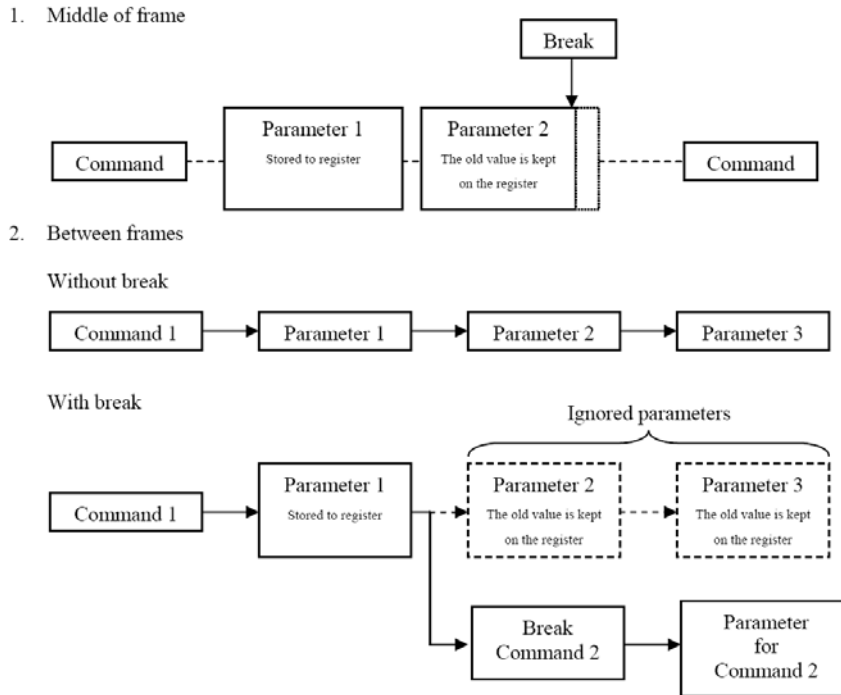 1. Middle of frame
Break
Command
Parameter 1
Stored to register
Parameter 2
The old value is kept
on the register
Command
2. Between frames
Without break
Command 1
Parameter 1
Parameter 2
Parameter 3
With break
Ignored parameters
Command 1
Parameter 1
Stored to register
Parameter 2
The old value is kept
on the register
Parameter 3
The old value is kept
on the register
Break
Command 2
Parameter
for
Command 2